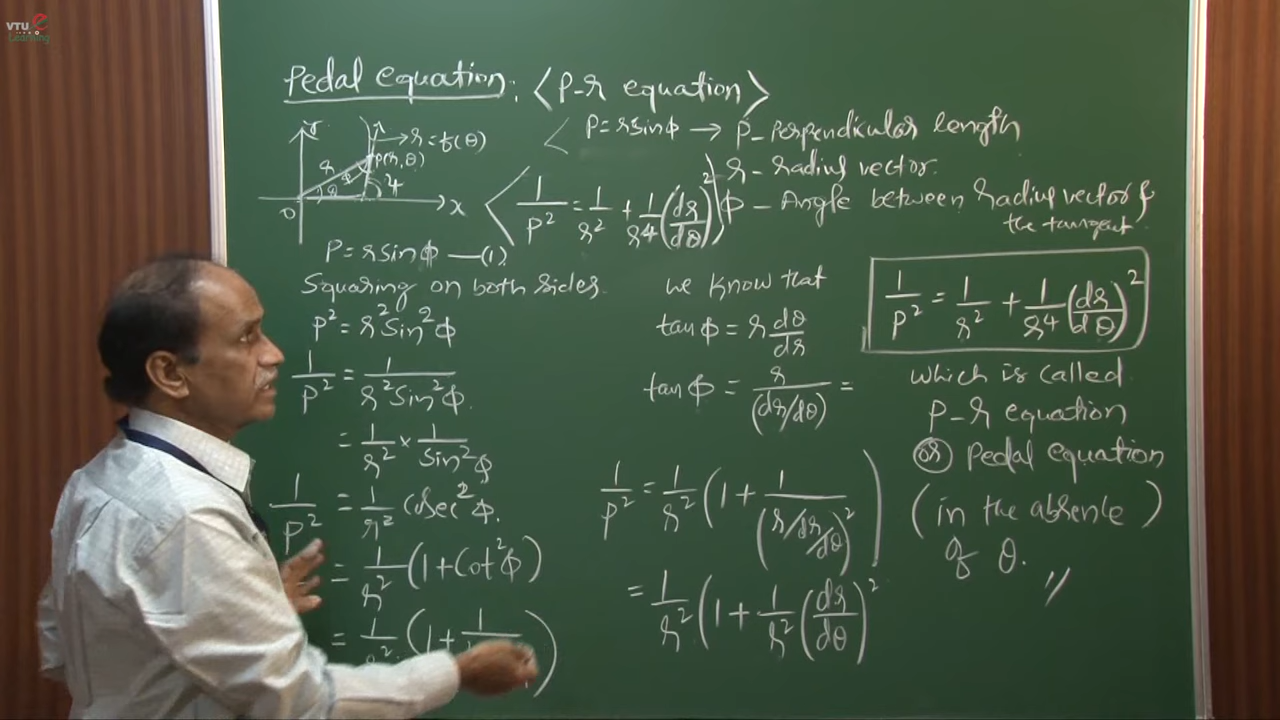 VTU e
Learning
Pedal equation: <P-r equation>
Y
r = f(θ)
P(r, θ)
r
φ
θ
ψ
O
X
< P = r sin φ → P - Perpendicular length
r - radius vector.
φ - Angle between radius vector &
the tangent.
< 1/P² = 1/r² + 1/r⁴ (dr/dθ)² >
P = r sin φ —(1)
Squaring on both sides.
P² = r² Sin² φ
1/P² = 1/(r² Sin² φ).
= 1/r² × 1/Sin² φ
1/P² = 1/r² Cosec² φ.
= 1/r² (1 + Cot² φ)
= 1/r² (1 + 1/
we know that
tan φ = r dθ/dr
tan φ = r/(dr/dθ) =
1/P² = 1/r² (1 + 1/(r/dr/dθ)²)
= 1/r² (1 + 1/r² (dr/dθ)²
1/P² = 1/r² + 1/r⁴ (dr/dθ)²
which is called
P-r equation
(or) Pedal equation
(in the absence)
of θ. //